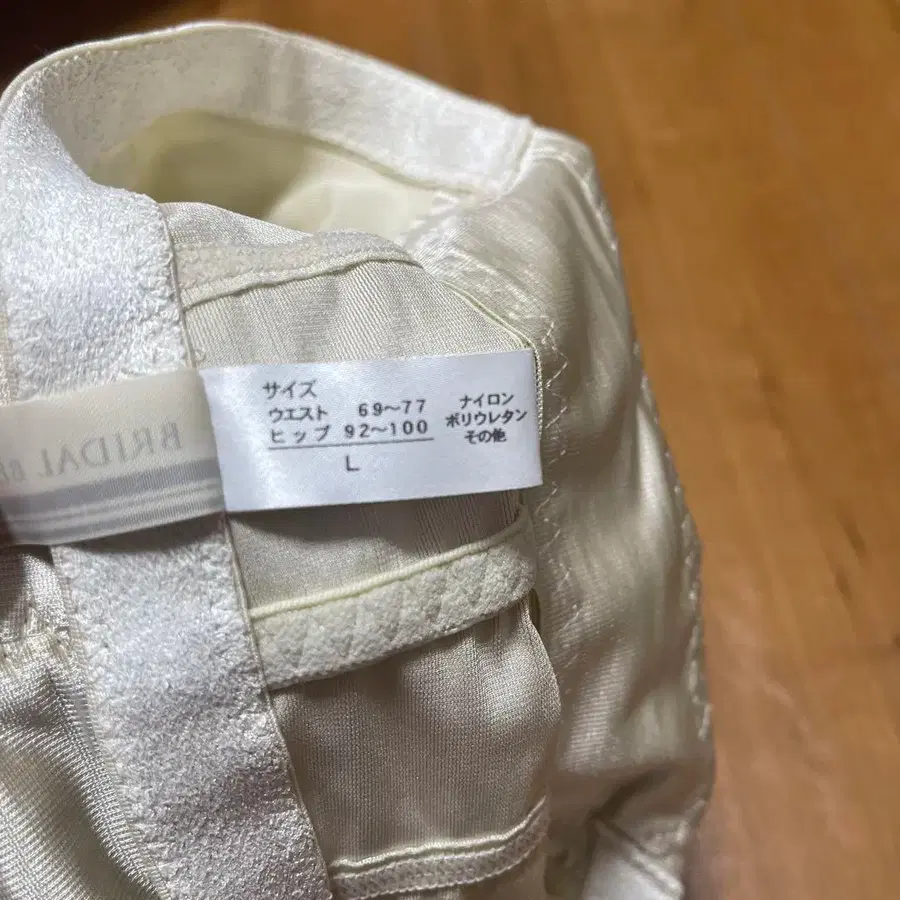 サイズ
ウエスト 69〜77
ヒップ 92〜100
L
ナイロン
ポリウレタン
その他
BRIDAL